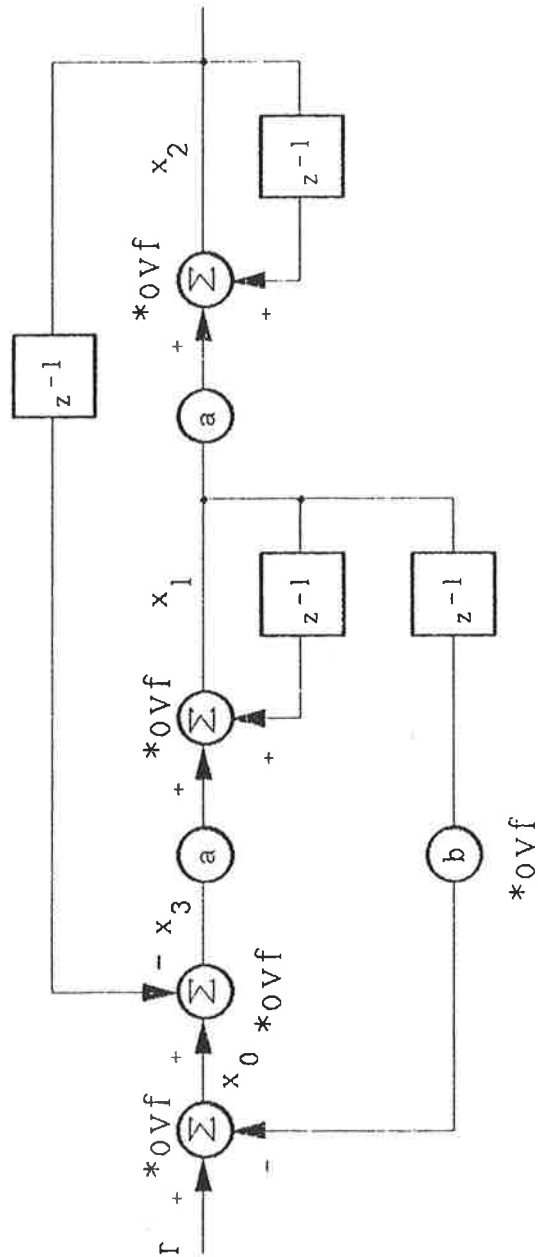 z⁻¹
r
+
-
*ovf
x₀
+
-
*ovf
x₃
a
+
+
*ovf
x₁
z⁻¹
z⁻¹
b
*ovf
a
+
+
*ovf
x₂
z⁻¹
Σ
Σ
Σ
Σ